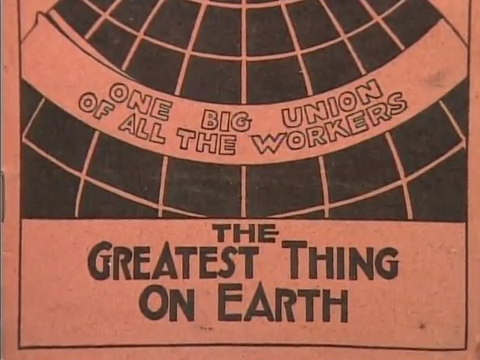 ONE BIG UNION
OF ALL THE WORKERS
THE
GREATEST THING
ON EARTH